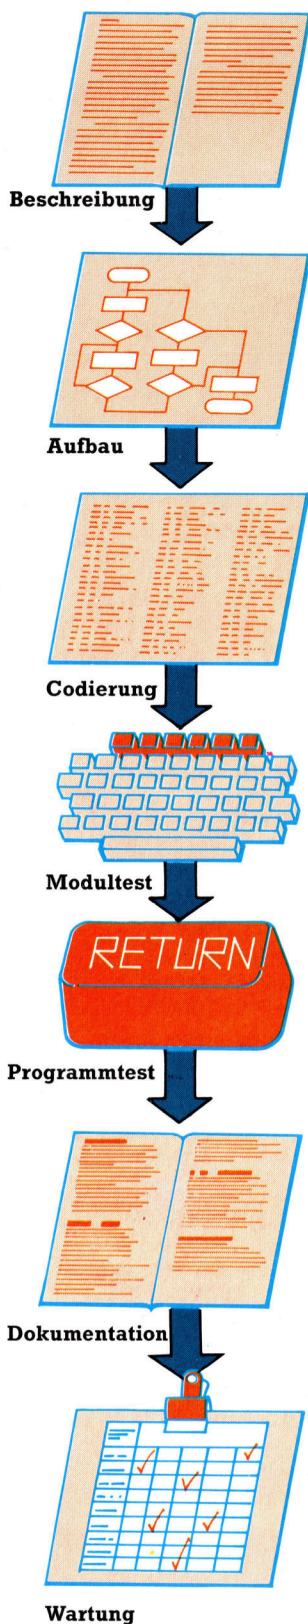 Beschreibung
Aufbau
Codierung
Modultest
RETURN
Programmtest
Dokumentation
Wartung